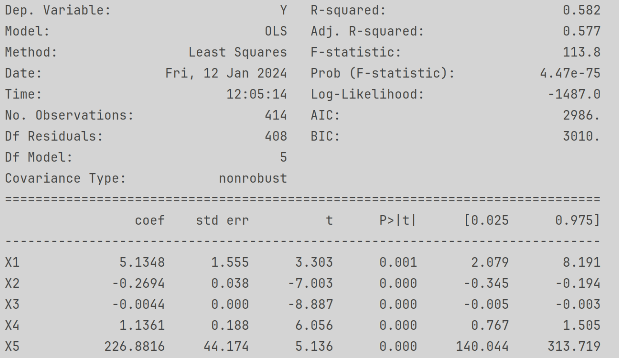 Dep. Variable: Y R-squared: 0.582
Model: OLS Adj. R-squared: 0.577
Method: Least Squares F-statistic: 113.8
Date: Fri, 12 Jan 2024 Prob (F-statistic): 4.47e-75
Time: 12:05:14 Log-Likelihood: -1487.0
No. Observations: 414 AIC: 2986.
Df Residuals: 408 BIC: 3010.
Df Model: 5
Covariance Type: nonrobust
==============================================================================
coef std err t P>|t| [0.025 0.975]
------------------------------------------------------------------------------
X1 5.1348 1.555 3.303 0.001 2.079 8.191
X2 -0.2694 0.038 -7.003 0.000 -0.345 -0.194
X3 -0.0044 0.000 -8.887 0.000 -0.005 -0.003
X4 1.1361 0.188 6.056 0.000 0.767 1.505
X5 226.8816 44.174 5.136 0.000 140.044 313.719